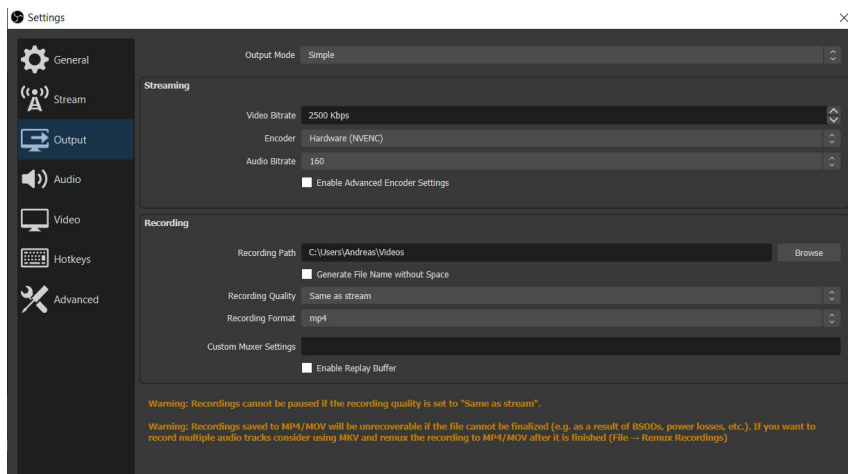 Settings
General
Stream
Output
Audio
Video
Hotkeys
Advanced
Output Mode Simple
Streaming
Video Bitrate 2500 Kbps
Encoder Hardware (NVENC)
Audio Bitrate 160
Enable Advanced Encoder Settings
Recording
Recording Path C:\Users\Andreas\Videos Browse
Generate File Name without Space
Recording Quality Same as stream
Recording Format mp4
Custom Muxer Settings
Enable Replay Buffer
Warning: Recordings cannot be paused if the recording quality is set to "Same as stream".
Warning: Recordings saved to MP4/MOV will be unrecoverable if the file cannot be finalized (e.g. as a result of BSODs, power losses, etc.). If you want to
record multiple audio tracks consider using MKV and remux the recording to MP4/MOV after it is finished (File → Remux Recordings)